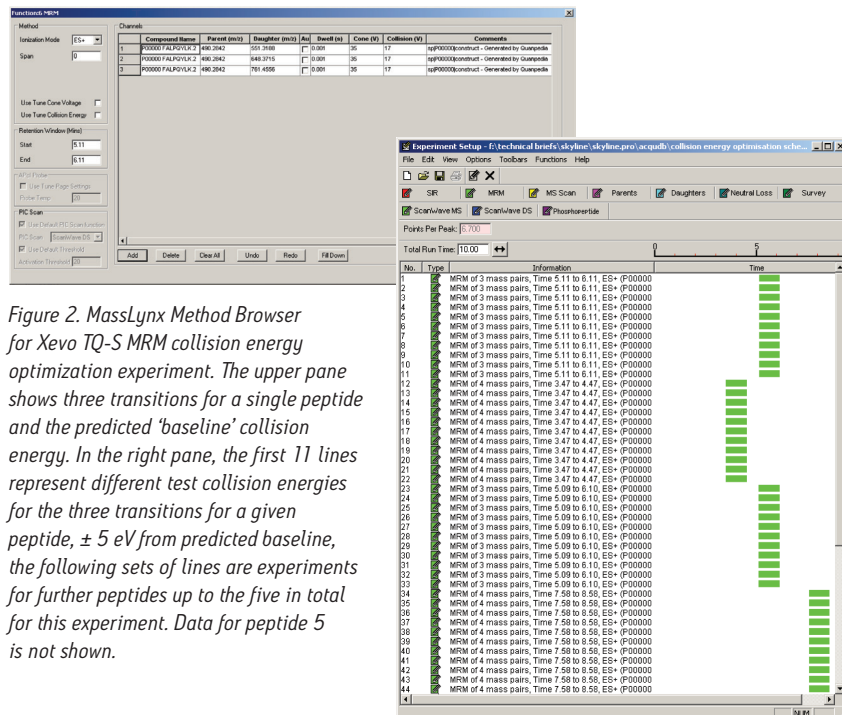 Function:6 MRM
Method
Ionization Mode ES+
Span 0
Use Tune Cone Voltage
Use Tune Collision Energy
Retention Window (Mins)
Start 5.11
End 6.11
APcI Probe
Use Tune Page Settings
Probe Temp 20
PIC Scan
Use Default PIC Scan function
PIC Scan ScanWave DS
Use Default Threshold
Activation Threshold 20
Channels
Compound Name Parent (m/z) Daughter (m/z) Au Dwell (s) Cone (V) Collision (V) Comments
1 P00000 FALPQYLK.2 490.2842 551.3188 0.001 35 17 sp|P00000|construct - Generated by Guanpedia
2 P00000 FALPQYLK.2 490.2842 648.3715 0.001 35 17 sp|P00000|construct - Generated by Guanpedia
3 P00000 FALPQYLK.2 490.2842 761.4556 0.001 35 17 sp|P00000|construct - Generated by Guanpedia
Add Delete Clear All Undo Redo Fill Down
Figure 2. MassLynx Method Browser
for Xevo TQ-S MRM collision energy
optimization experiment. The upper pane
shows three transitions for a single peptide
and the predicted ‘baseline’ collision
energy. In the right pane, the first 11 lines
represent different test collision energies
for the three transitions for a given
peptide, ± 5 eV from predicted baseline,
the following sets of lines are experiments
for further peptides up to the five in total
for this experiment. Data for peptide 5
is not shown.
Experiment Setup - f:\technical briefs\skyline\skyline.pro\acqudb\collision energy optmisation sche...
File Edit View Options Toolbars Functions Help
SIR MRM MS Scan Parents Daughters Neutral Loss Survey
ScanWave MS ScanWave DS Phosphopeptide
Points Per Peak: 6.700
Total Run Time: 10.00 0 5
No. Type Information Time
1 MRM of 3 mass pairs, Time 5.11 to 6.11, ES+ (P00000
2 MRM of 3 mass pairs, Time 5.11 to 6.11, ES+ (P00000
3 MRM of 3 mass pairs, Time 5.11 to 6.11, ES+ (P00000
4 MRM of 3 mass pairs, Time 5.11 to 6.11, ES+ (P00000
5 MRM of 3 mass pairs, Time 5.11 to 6.11, ES+ (P00000
6 MRM of 3 mass pairs, Time 5.11 to 6.11, ES+ (P00000
7 MRM of 3 mass pairs, Time 5.11 to 6.11, ES+ (P00000
8 MRM of 3 mass pairs, Time 5.11 to 6.11, ES+ (P00000
9 MRM of 3 mass pairs, Time 5.11 to 6.11, ES+ (P00000
10 MRM of 3 mass pairs, Time 5.11 to 6.11, ES+ (P00000
11 MRM of 3 mass pairs, Time 5.11 to 6.11, ES+ (P00000
12 MRM of 4 mass pairs, Time 3.47 to 4.47, ES+ (P00000
13 MRM of 4 mass pairs, Time 3.47 to 4.47, ES+ (P00000
14 MRM of 4 mass pairs, Time 3.47 to 4.47, ES+ (P00000
15 MRM of 4 mass pairs, Time 3.47 to 4.47, ES+ (P00000
16 MRM of 4 mass pairs, Time 3.47 to 4.47, ES+ (P00000
17 MRM of 4 mass pairs, Time 3.47 to 4.47, ES+ (P00000
18 MRM of 4 mass pairs, Time 3.47 to 4.47, ES+ (P00000
19 MRM of 4 mass pairs, Time 3.47 to 4.47, ES+ (P00000
20 MRM of 4 mass pairs, Time 3.47 to 4.47, ES+ (P00000
21 MRM of 4 mass pairs, Time 3.47 to 4.47, ES+ (P00000
22 MRM of 4 mass pairs, Time 3.47 to 4.47, ES+ (P00000
23 MRM of 3 mass pairs, Time 5.09 to 6.10, ES+ (P00000
24 MRM of 3 mass pairs, Time 5.09 to 6.10, ES+ (P00000
25 MRM of 3 mass pairs, Time 5.09 to 6.10, ES+ (P00000
26 MRM of 3 mass pairs, Time 5.09 to 6.10, ES+ (P00000
27 MRM of 3 mass pairs, Time 5.09 to 6.10, ES+ (P00000
28 MRM of 3 mass pairs, Time 5.09 to 6.10, ES+ (P00000
29 MRM of 3 mass pairs, Time 5.09 to 6.10, ES+ (P00000
30 MRM of 3 mass pairs, Time 5.09 to 6.10, ES+ (P00000
31 MRM of 3 mass pairs, Time 5.09 to 6.10, ES+ (P00000
32 MRM of 3 mass pairs, Time 5.09 to 6.10, ES+ (P00000
33 MRM of 3 mass pairs, Time 5.09 to 6.10, ES+ (P00000
34 MRM of 4 mass pairs, Time 7.58 to 8.58, ES+ (P00000
35 MRM of 4 mass pairs, Time 7.58 to 8.58, ES+ (P00000
36 MRM of 4 mass pairs, Time 7.58 to 8.58, ES+ (P00000
37 MRM of 4 mass pairs, Time 7.58 to 8.58, ES+ (P00000
38 MRM of 4 mass pairs, Time 7.58 to 8.58, ES+ (P00000
39 MRM of 4 mass pairs, Time 7.58 to 8.58, ES+ (P00000
40 MRM of 4 mass pairs, Time 7.58 to 8.58, ES+ (P00000
41 MRM of 4 mass pairs, Time 7.58 to 8.58, ES+ (P00000
42 MRM of 4 mass pairs, Time 7.58 to 8.58, ES+ (P00000
43 MRM of 4 mass pairs, Time 7.58 to 8.58, ES+ (P00000
44 MRM of 4 mass pairs, Time 7.58 to 8.58, ES+ (P00000
NUM